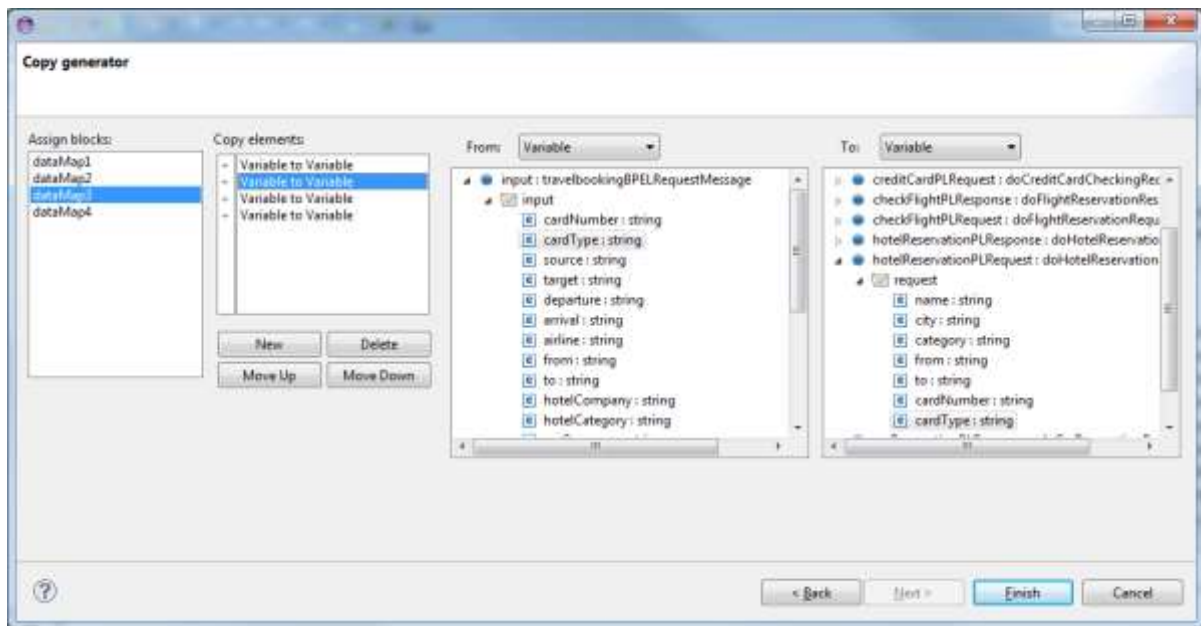 Copy generator
Assign blocks:
dataMap1
dataMap2
dataMap3
dataMap4
Copy elements:
Variable to Variable
Variable to Variable
Variable to Variable
Variable to Variable
New
Delete
Move Up
Move Down
From:
Variable
input : travelbookingBPELRequestMessage
input
cardNumber : string
cardType : string
source : string
target : string
departure : string
arrival : string
airline : string
from : string
to : string
hotelCompany : string
hotelCategory : string
To:
Variable
creditCardPLRequest : doCreditCardCheckingRec
checkFlightPLResponse : doFlightReservationRes
checkFlightPLRequest : doFlightReservationRequ
hotelReservationPLResponse : doHotelReservatio
hotelReservationPLRequest : doHotelReservation
request
name : string
city : string
category : string
from : string
to : string
cardNumber : string
cardType : string
< Back
Next >
Finish
Cancel